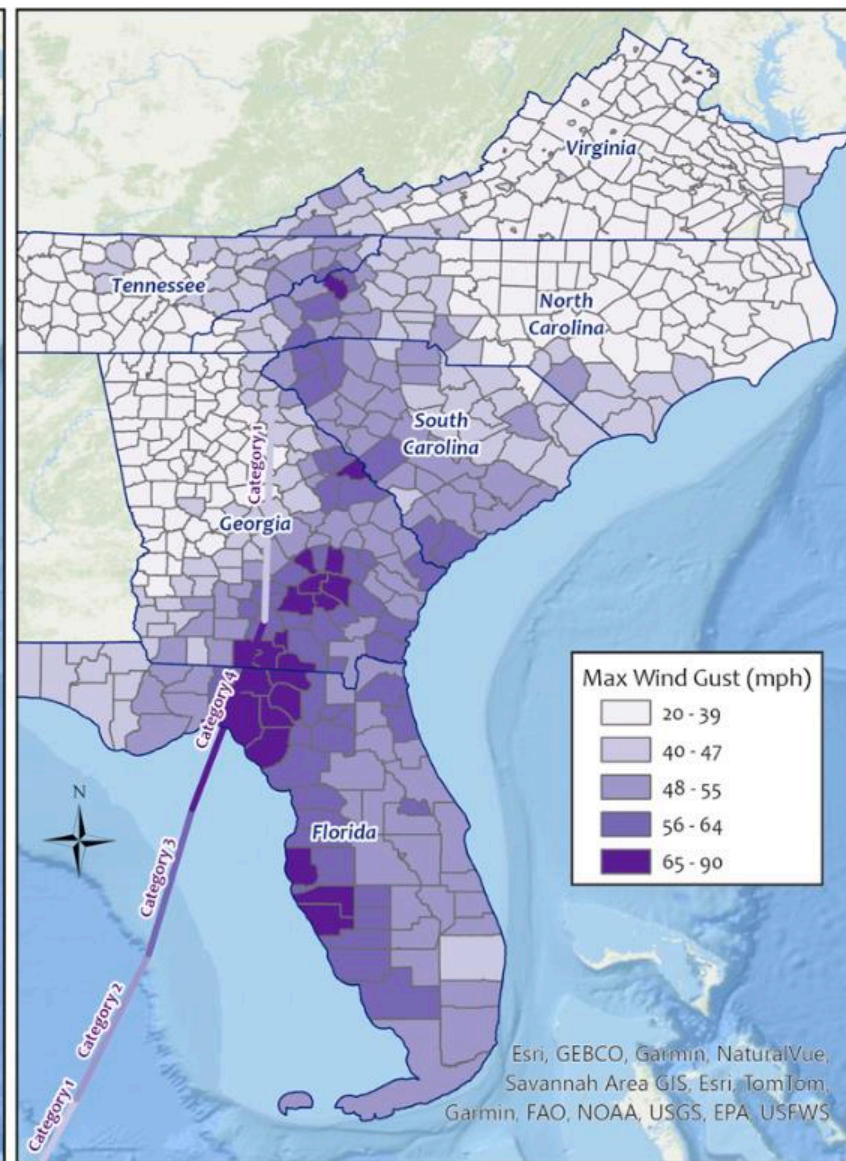 Virginia
Tennessee
North
Carolina
South
Carolina
Category 1
Georgia
Category 4
Max Wind Gust (mph)
20 - 39
40 - 47
48 - 55
56 - 64
65 - 90
N
Florida
Category 3
Category 2
Category 1
Esri, GEBCO, Garmin, NaturalVue,
Savannah Area GIS, Esri, TomTom,
Garmin, FAO, NOAA, USGS, EPA, USFWS